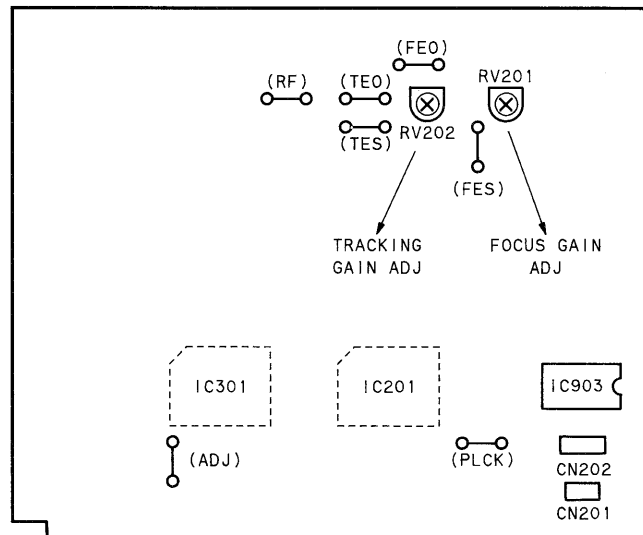 (FEO)
RV201
(RF)
(TEO)
(TES)
RV202
(FES)
TRACKING
GAIN ADJ
FOCUS GAIN
ADJ
IC301
IC201
IC903
(ADJ)
(PLCK)
CN202
CN201